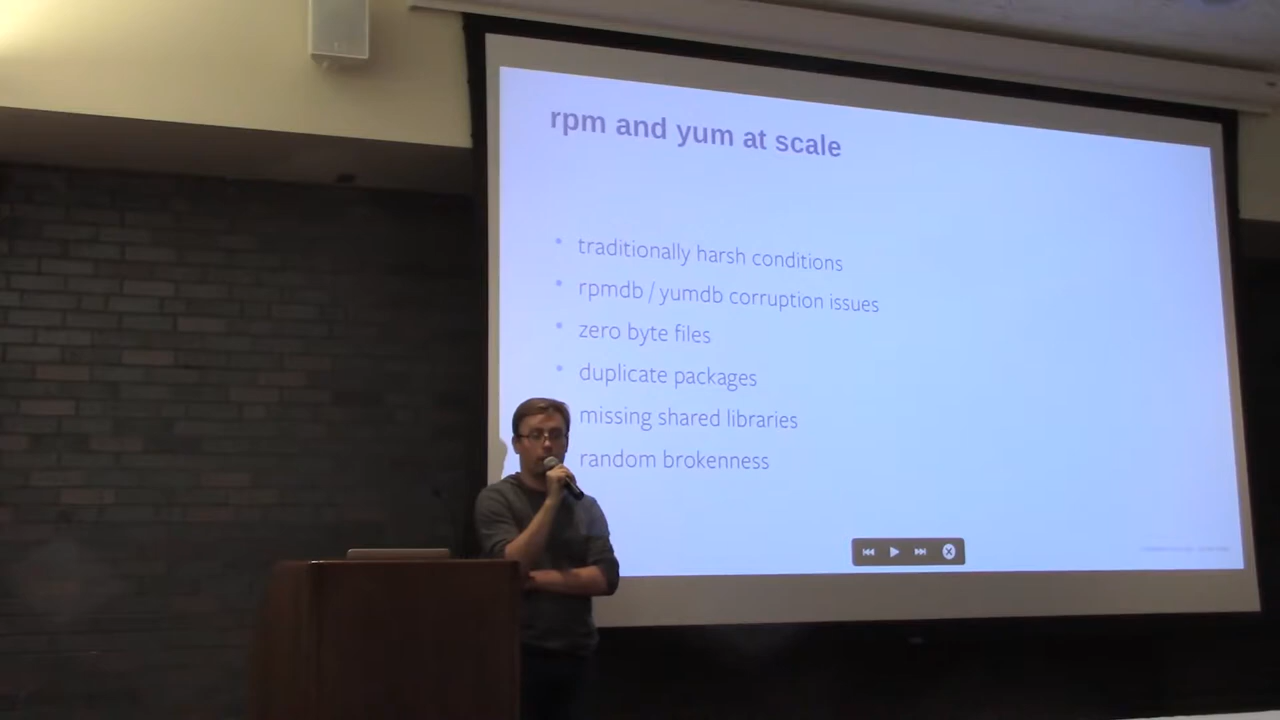 rpm and yum at scale
traditionally harsh conditions
rpmdb / yumdb corruption issues
zero byte files
duplicate packages
missing shared libraries
random brokenness